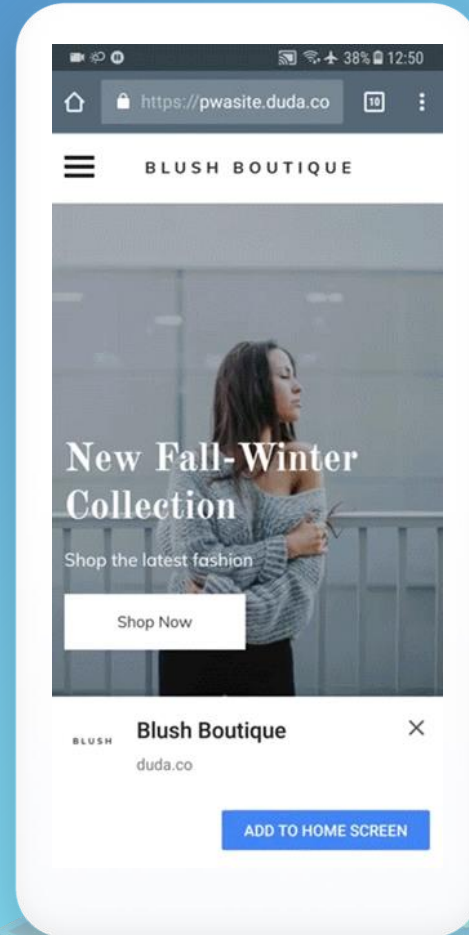 38% 12:50
https://pwasite.duda.co 10
BLUSH BOUTIQUE
New Fall-Winter
Collection
Shop the latest fashion
Shop Now
BLUSH
Blush Boutique
duda.co
ADD TO HOME SCREEN